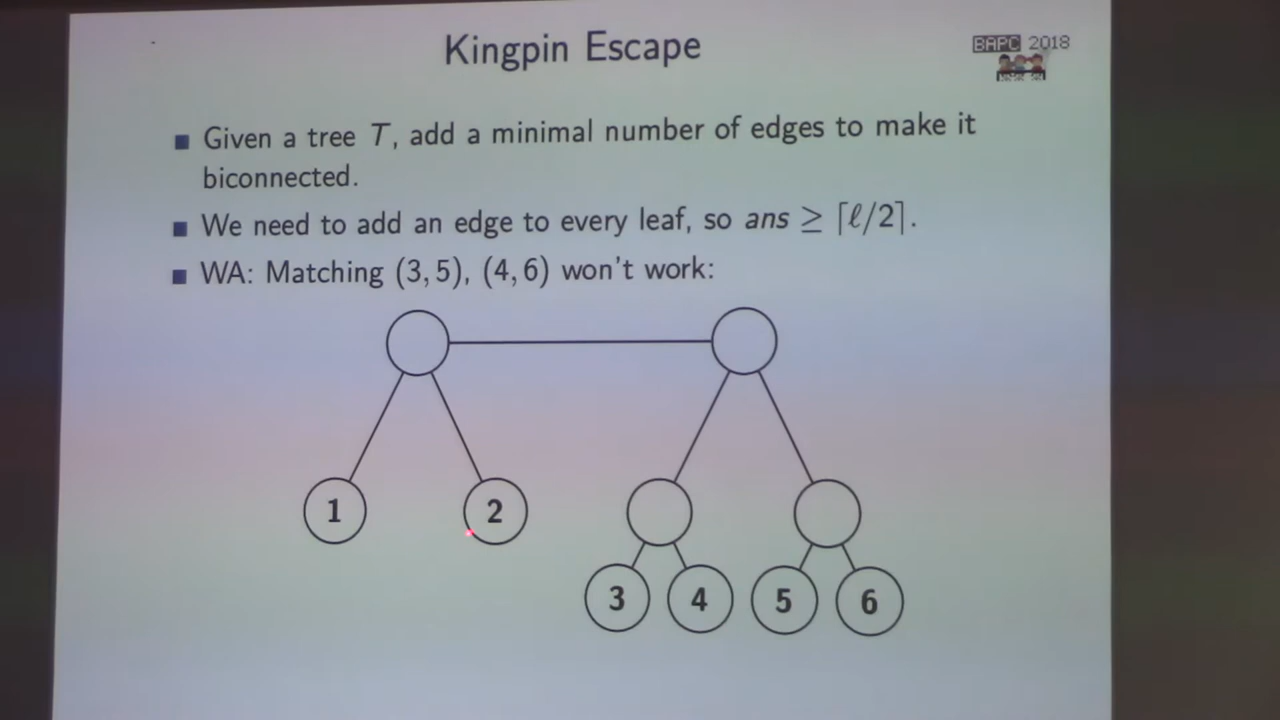 Kingpin Escape
BAPC 2018
Given a tree T, add a minimal number of edges to make it
biconnected.
We need to add an edge to every leaf, so ans ≥ ⌈ℓ/2⌉.
WA: Matching (3, 5), (4, 6) won't work:
1 2
3 4 5 6